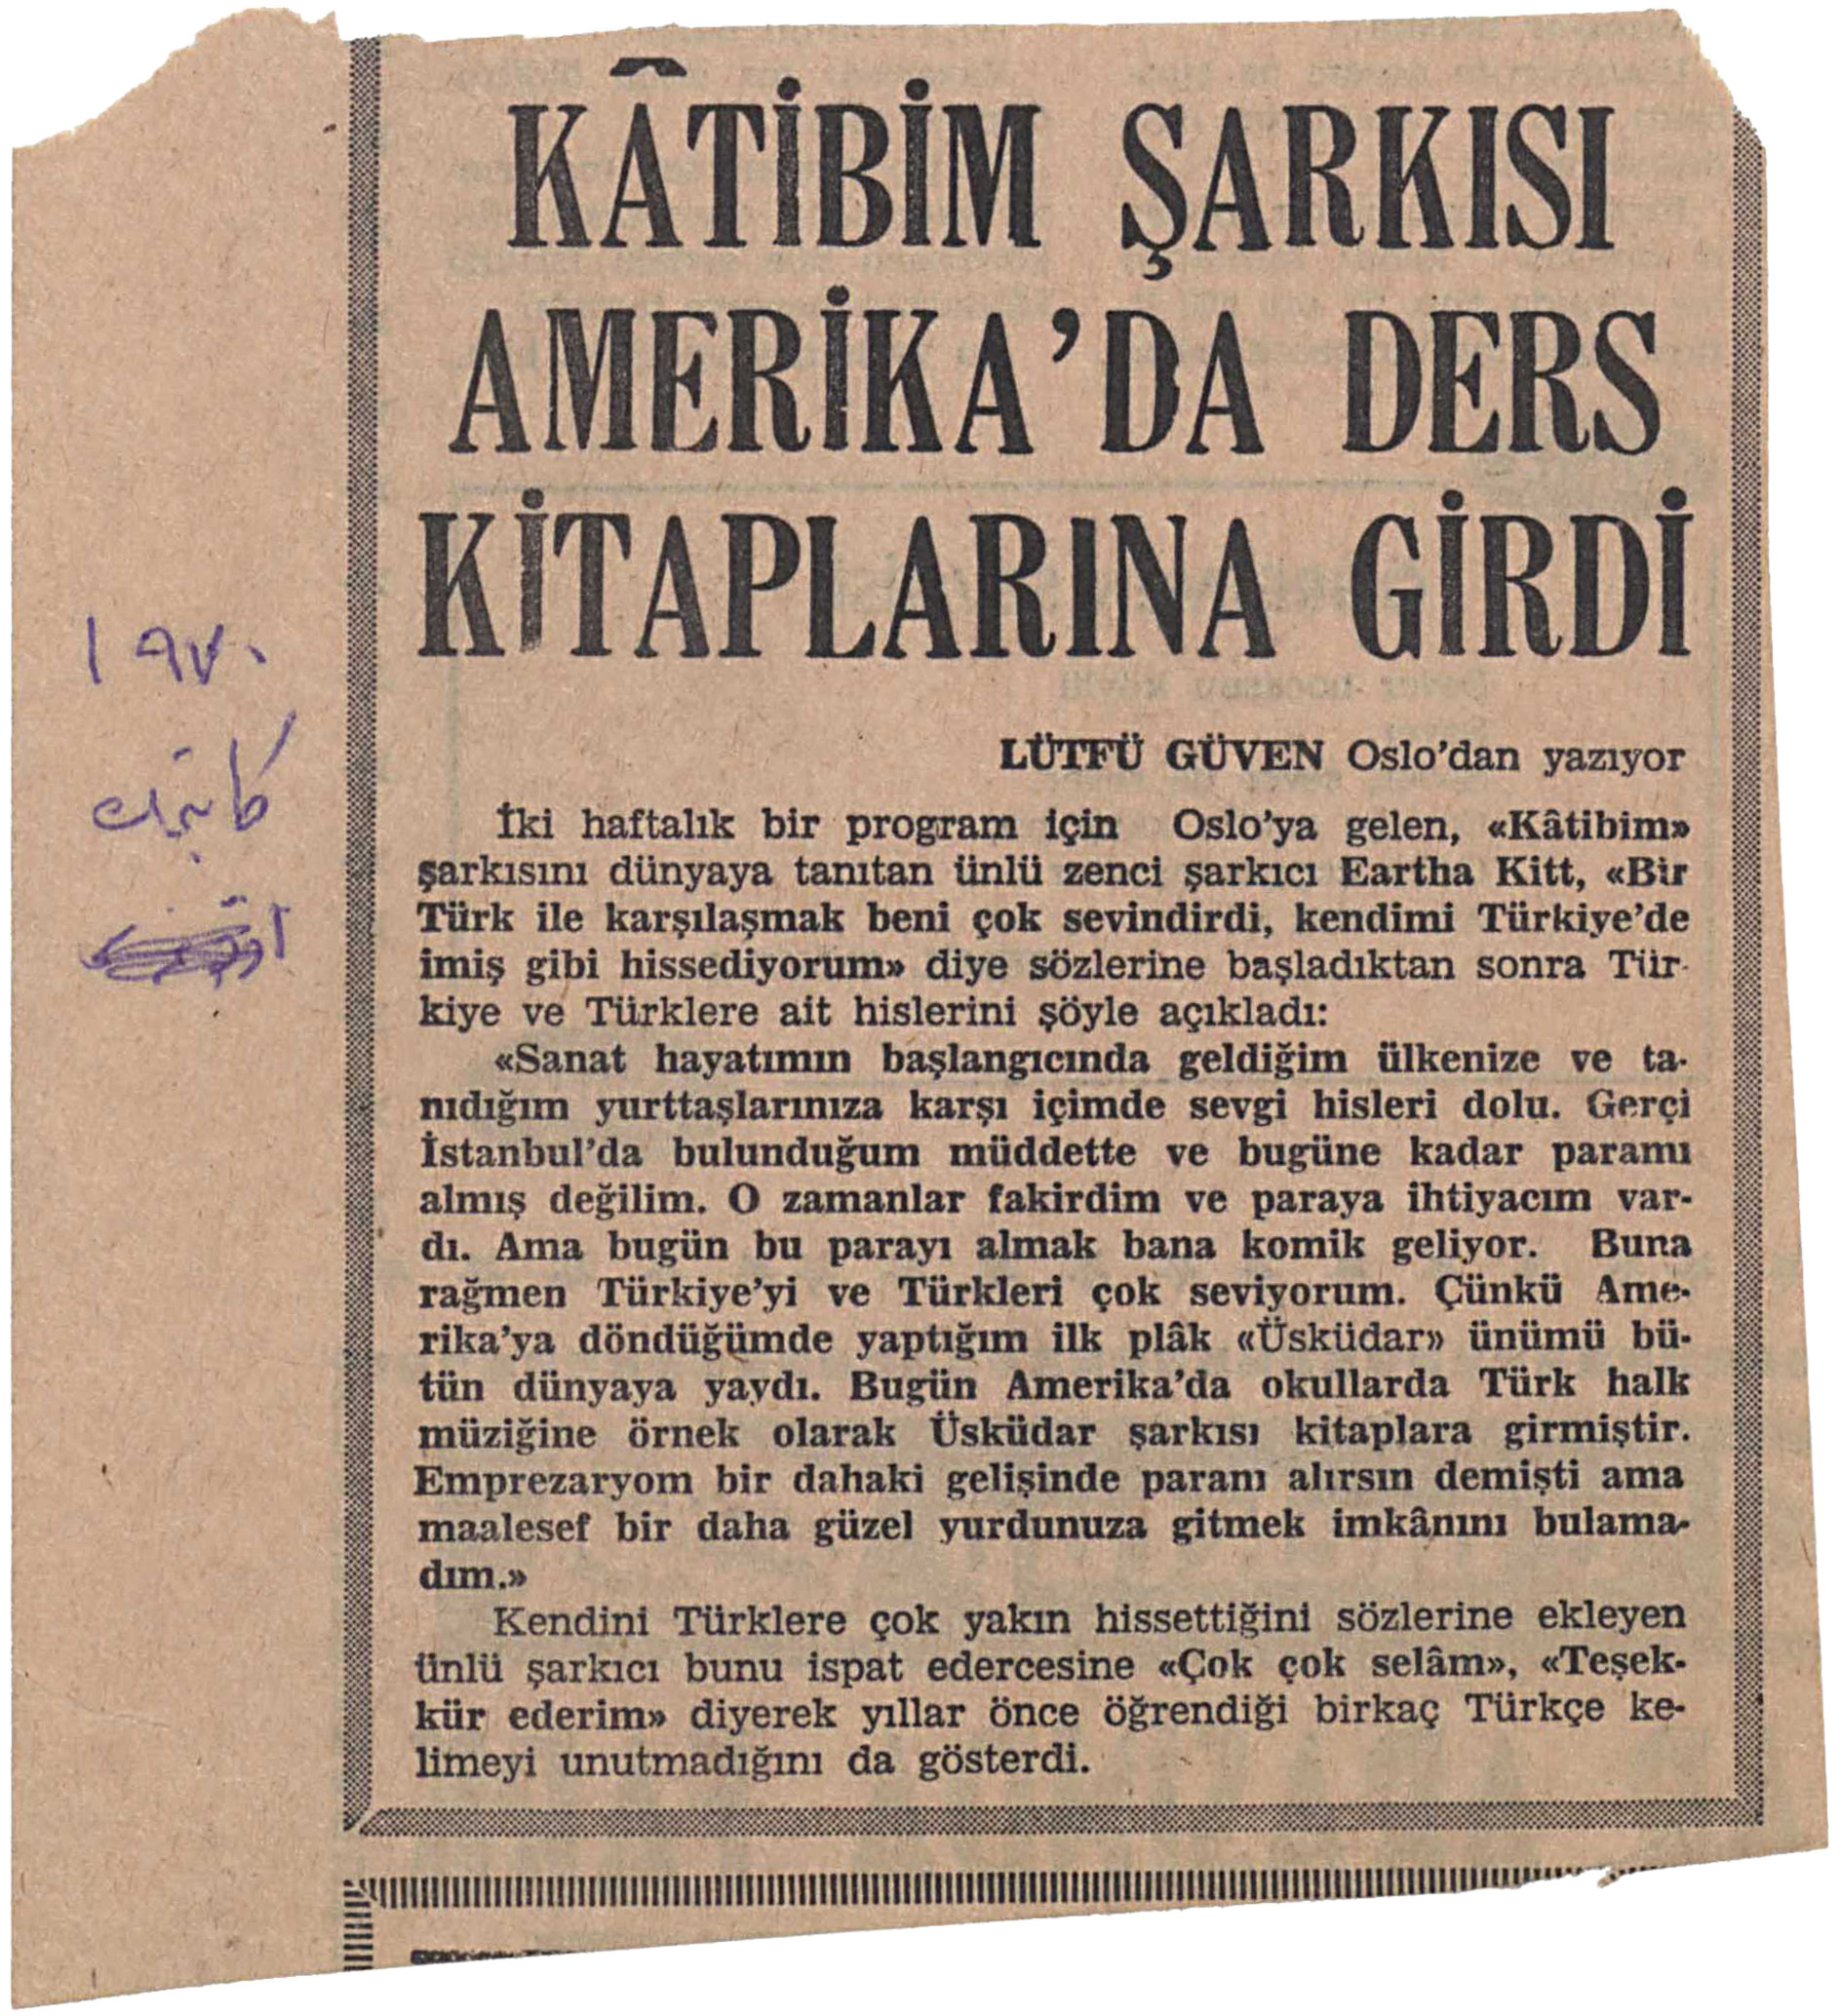 KÂTİBİM ŞARKISI
AMERİKA'DA DERS
KİTAPLARINA GİRDİ
LÜTFÜ GÜVEN Oslo'dan yazıyor
İki haftalık bir program için Oslo'ya gelen, «Kâtibim»
şarkısını dünyaya tanıtan ünlü zenci şarkıcı Eartha Kitt, «Bir
Türk ile karşılaşmak beni çok sevindirdi, kendimi Türkiye'de
imiş gibi hissediyorum» diye sözlerine başladıktan sonra Tür-
kiye ve Türklere ait hislerini şöyle açıkladı:
«Sanat hayatımın başlangıcında geldiğim ülkenize ve ta-
nıdığım yurttaşlarınıza karşı içimde sevgi hisleri dolu. Gerçi
İstanbul'da bulunduğum müddette ve bugüne kadar paramı
almış değilim. O zamanlar fakirdim ve paraya ihtiyacım var-
dı. Ama bugün bu parayı almak bana komik geliyor. Buna
rağmen Türkiye'yi ve Türkleri çok seviyorum. Çünkü Ame-
rika'ya döndüğümde yaptığım ilk plâk «Üsküdar» ünümü bü-
tün dünyaya yaydı. Bugün Amerika'da okullarda Türk halk
müziğine örnek olarak Üsküdar şarkısı kitaplara girmiştir.
Emprezaryom bir dahaki gelişinde paranı alırsın demişti ama
maalesef bir daha güzel yurdunuza gitmek imkânını bulama-
dım.»
Kendini Türklere çok yakın hissettiğini sözlerine ekleyen
ünlü şarkıcı bunu ispat edercesine «Çok çok selâm», «Teşek-
kür ederim» diyerek yıllar önce öğrendiği birkaç Türkçe ke-
limeyi unutmadığını da gösterdi.
١٩٧٠